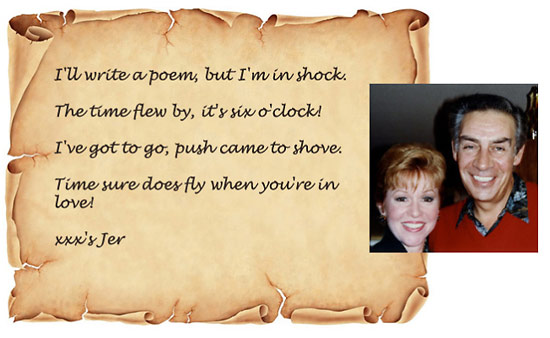 I'll write a poem, but I'm in shock.
The time flew by, it's six o'clock!
I've got to go, push came to shove.
Time sure does fly when you're in
love!
xxx's Jer